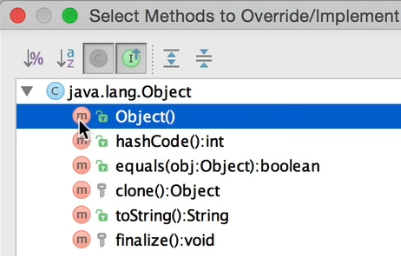 Select Methods to Override/Implement
java.lang.Object
Object()
hashCode():int
equals(obj:Object):boolean
clone():Object
toString():String
finalize():void